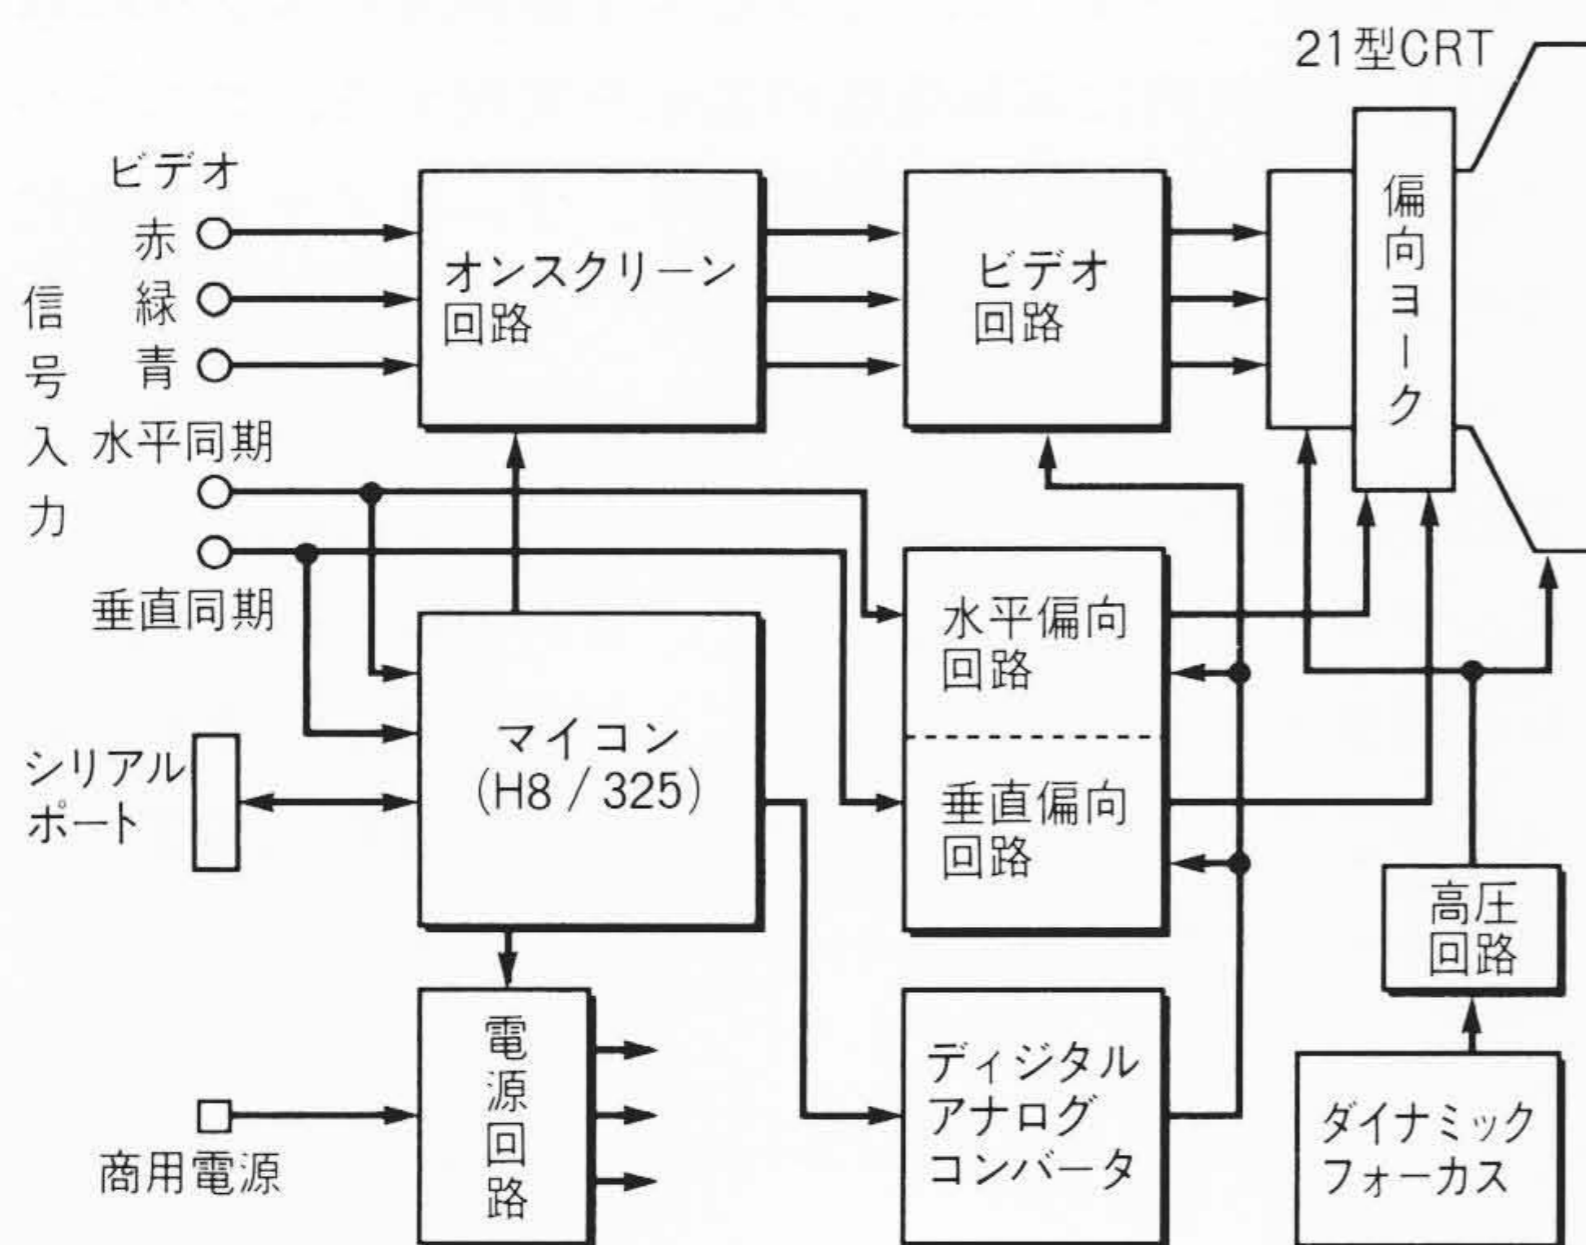 21型CRT
ビデオ
赤
緑
青
信号入力
水平同期
垂直同期
オンスクリーン
回路
ビデオ
回路
偏向ヨーク
水平偏向
回路
垂直偏向
回路
マイコン
(H8/325)
シリアル
ポート
高圧
回路
電源回路
商用電源
ディジタル
アナログ
コンバータ
ダイナミック
フォーカス